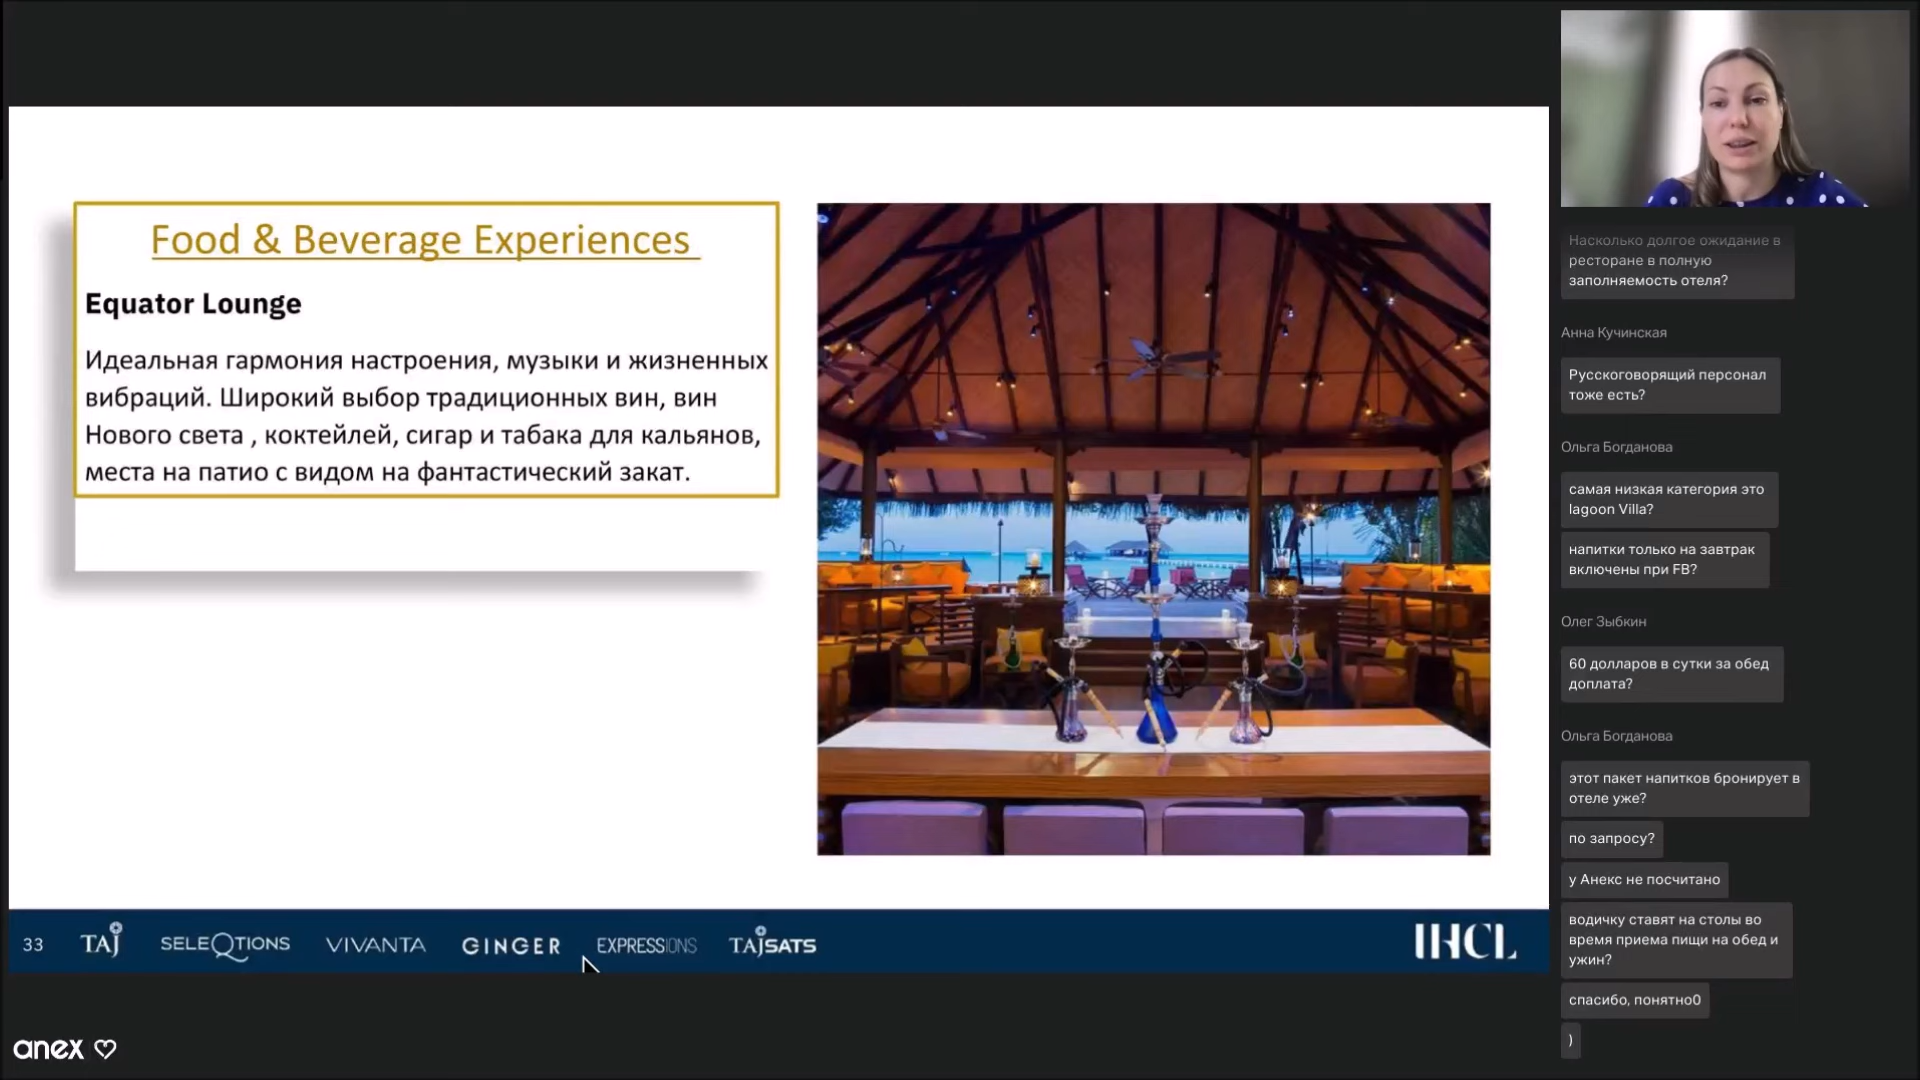 Food & Beverage Experiences
Equator Lounge
Идеальная гармония настроения, музыки и жизненных
вибраций. Широкий выбор традиционных вин, вин
Нового света , коктейлей, сигар и табака для кальянов,
места на патио с видом на фантастический закат.
33
TAJ
SELEQTIONS
VIVANTA
GINGER
EXPRESSIONS
TAJSATS
IHCL
anex
Насколько долгое ожидание в
ресторане в полную
заполняемость отеля?
Анна Кучинская
Русскоговорящий персонал
тоже есть?
Ольга Богданова
самая низкая категория это
lagoon Villa?
напитки только на завтрак
включены при FB?
Олег Зыбкин
60 долларов в сутки за обед
доплата?
Ольга Богданова
этот пакет напитков бронирует в
отеле уже?
по запросу?
у Анекс не посчитано
водичку ставят на столы во
время приема пищи на обед и
ужин?
спасибо, понятно0
)